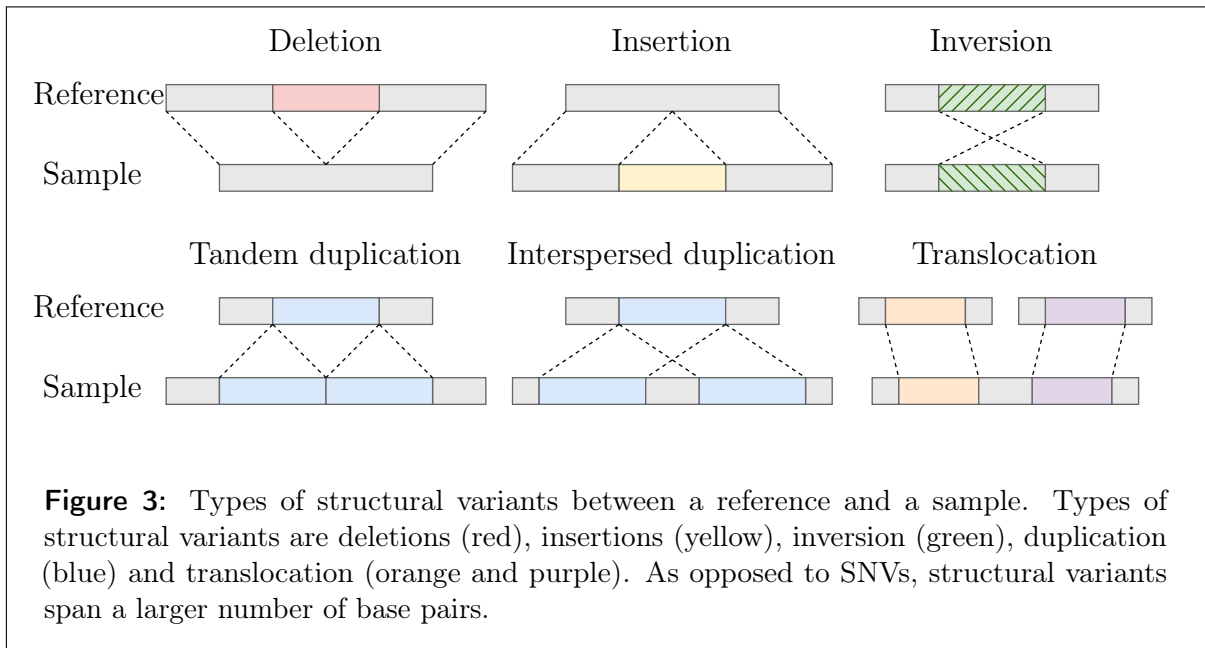 Deletion Insertion Inversion
Reference
Sample
Tandem duplication Interspersed duplication Translocation
Reference
Sample
Figure 3: Types of structural variants between a reference and a sample. Types of
structural variants are deletions (red), insertions (yellow), inversion (green), duplication
(blue) and translocation (orange and purple). As opposed to SNVs, structural variants
span a larger number of base pairs.